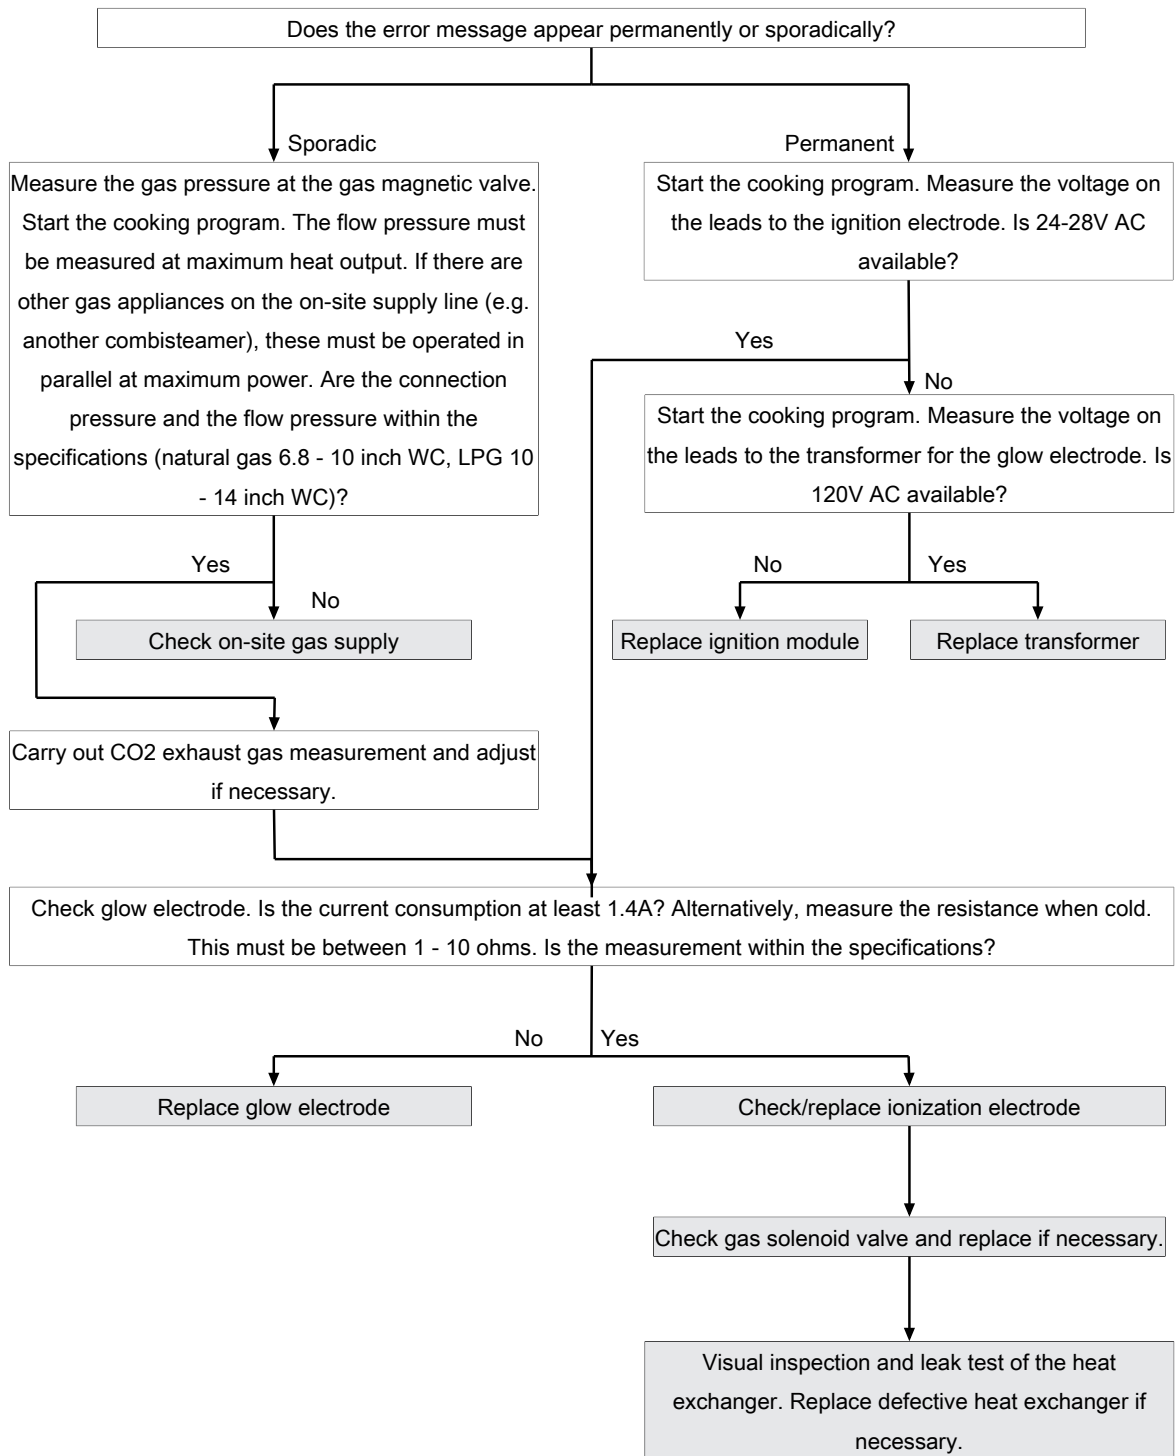 Does the error message appear permanently or sporadically?
Sporadic
Permanent
Measure the gas pressure at the gas magnetic valve.
Start the cooking program. The flow pressure must
be measured at maximum heat output. If there are
other gas appliances on the on-site supply line (e.g.
another combisteamer), these must be operated in
parallel at maximum power. Are the connection
pressure and the flow pressure within the
specifications (natural gas 6.8 - 10 inch WC, LPG 10
- 14 inch WC)?
Start the cooking program. Measure the voltage on
the leads to the ignition electrode. Is 24-28V AC
available?
Yes
No
Start the cooking program. Measure the voltage on
the leads to the transformer for the glow electrode. Is
120V AC available?
Yes
No
No
Yes
Check on-site gas supply
Replace ignition module
Replace transformer
Carry out CO2 exhaust gas measurement and adjust
if necessary.
Check glow electrode. Is the current consumption at least 1.4A? Alternatively, measure the resistance when cold.
This must be between 1 - 10 ohms. Is the measurement within the specifications?
No
Yes
Replace glow electrode
Check/replace ionization electrode
Check gas solenoid valve and replace if necessary.
Visual inspection and leak test of the heat
exchanger. Replace defective heat exchanger if
necessary.